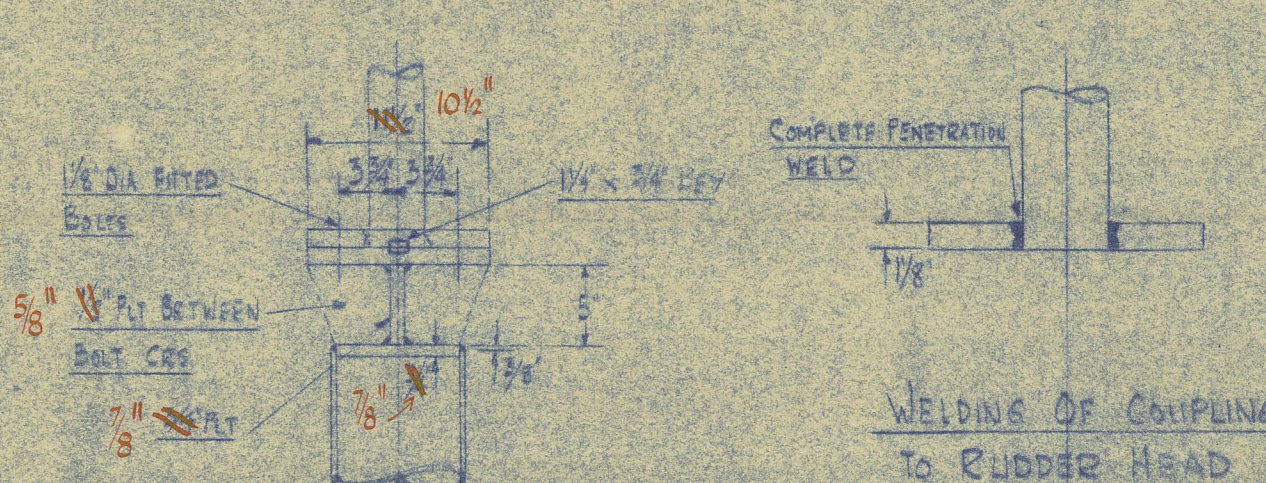 10½"
3¾" 3¾"
1⅛" DIA FITTED
BOLTS
1¼" × ¾" KEY
5/8" PLT BETWEEN
BOLT CRS
5"
3/8"
7/8"
7/8" PLT
COMPLETE PENETRATION
WELD
1⅛"
WELDING OF COUPLING
TO RUDDER HEAD